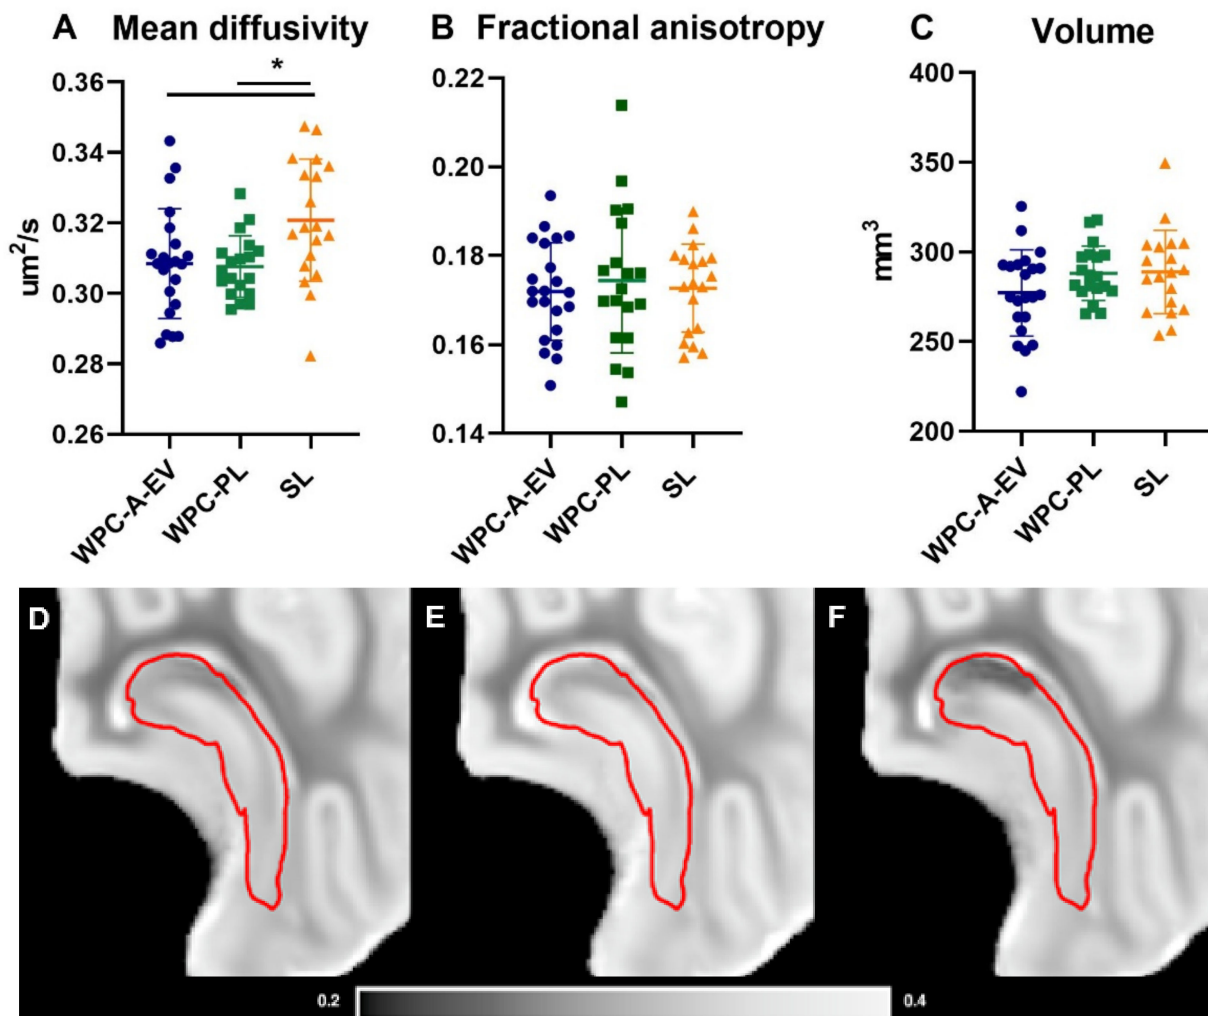 A Mean diffusivity
B Fractional anisotropy
C Volume
*
um²/s
0.36
0.34
0.32
0.30
0.28
0.26
WPC-A-EV
WPC-PL
SL
0.22
0.20
0.18
0.16
0.14
WPC-A-EV
WPC-PL
SL
mm³
400
350
300
250
200
WPC-A-EV
WPC-PL
SL
D
E
F
0.2
0.4